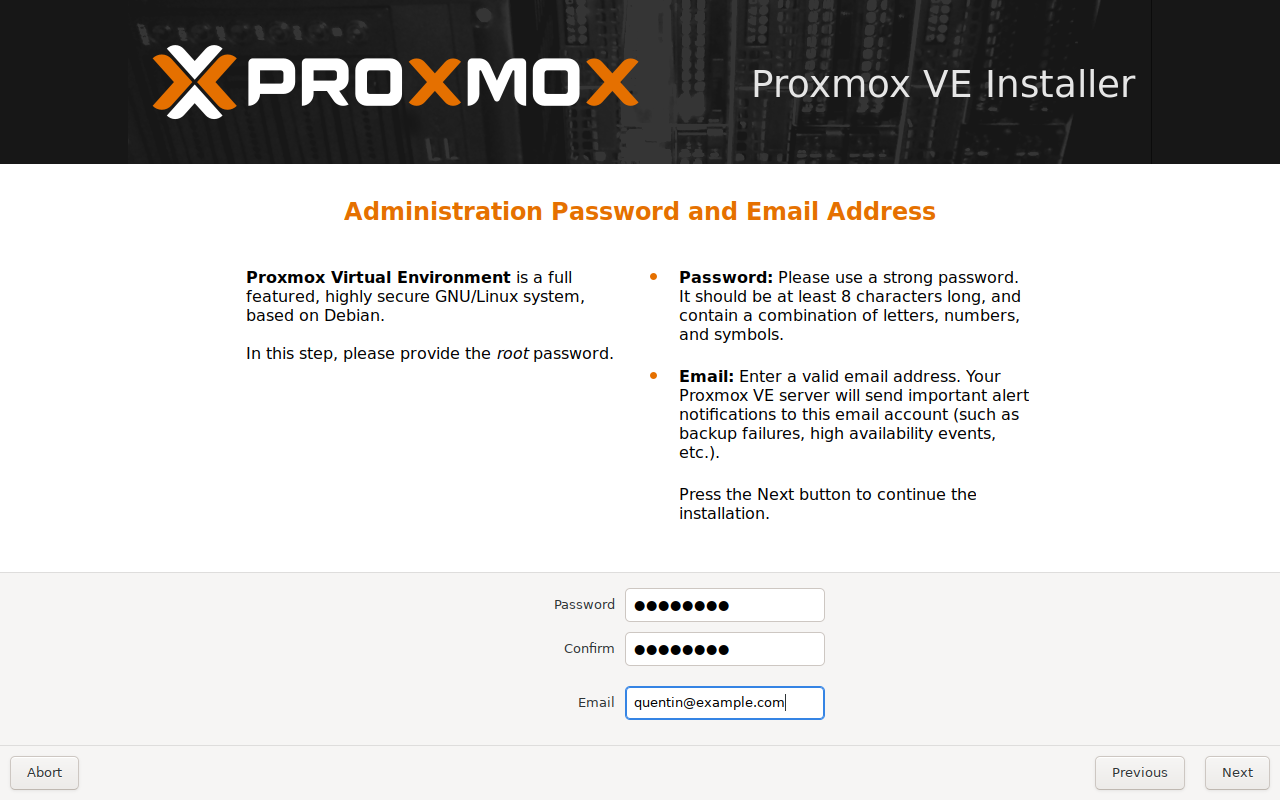 PROXMOX
Proxmox VE Installer
Administration Password and Email Address
Proxmox Virtual Environment is a full
featured, highly secure GNU/Linux system,
based on Debian.
In this step, please provide the root password.
Password: Please use a strong password.
It should be at least 8 characters long, and
contain a combination of letters, numbers,
and symbols.
Email: Enter a valid email address. Your
Proxmox VE server will send important alert
notifications to this email account (such as
backup failures, high availability events,
etc.).
Press the Next button to continue the
installation.
Password ●●●●●●●●
Confirm ●●●●●●●●
Email quentin@example.com
Abort Previous Next